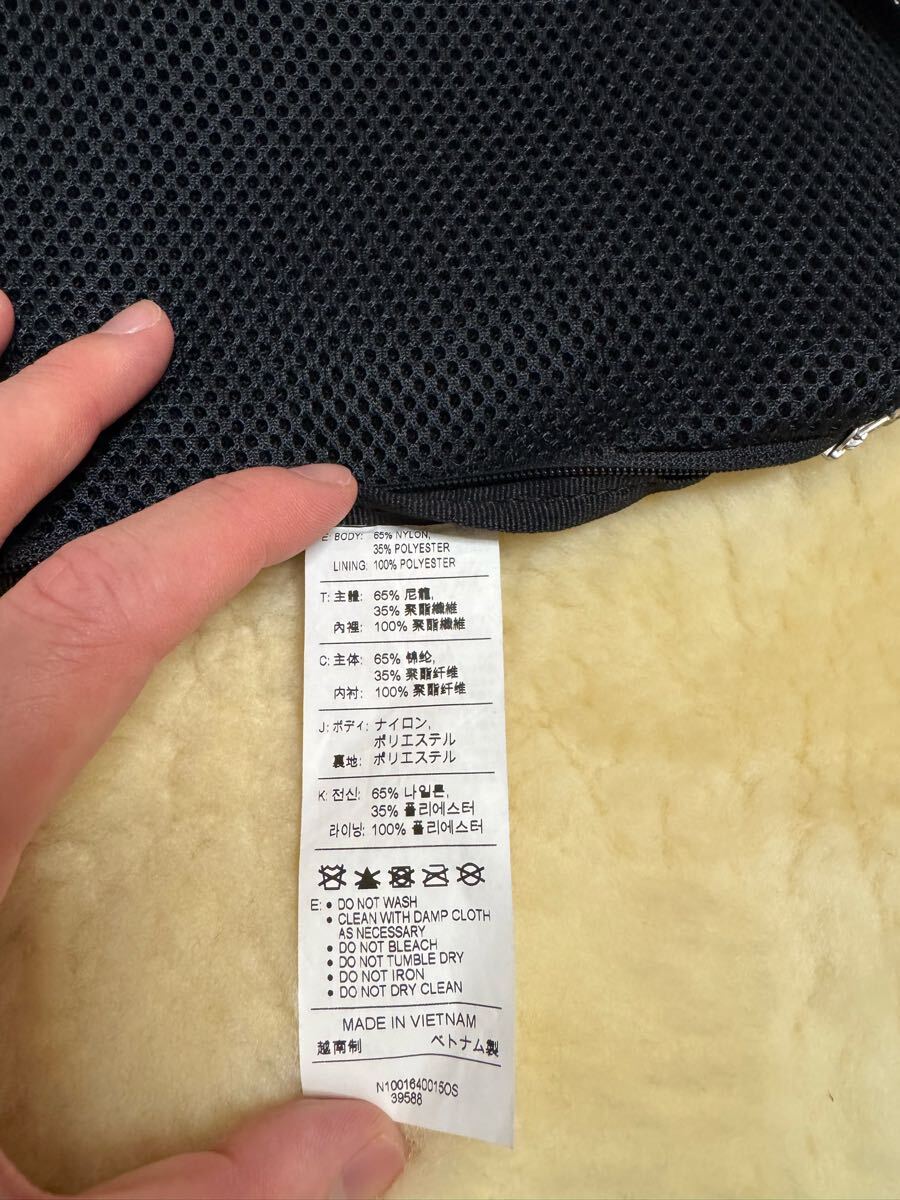 E: BODY: 65% NYLON,
35% POLYESTER
LINING: 100% POLYESTER
T: 主體: 65% 尼龍,
35% 聚酯纖維
內裡: 100% 聚酯纖維
C: 主体: 65% 锦纶,
35% 聚酯纤维
内衬: 100% 聚酯纤维
J: ボディ: ナイロン,
ポリエステル
裏地: ポリエステル
K: 전신: 65% 나일론,
35% 폴리에스터
라이닝: 100% 폴리에스터
E: • DO NOT WASH
• CLEAN WITH DAMP CLOTH
AS NECESSARY
• DO NOT BLEACH
• DO NOT TUMBLE DRY
• DO NOT IRON
• DO NOT DRY CLEAN
MADE IN VIETNAM
越南制 ベトナム製
N1001640015OS
39588